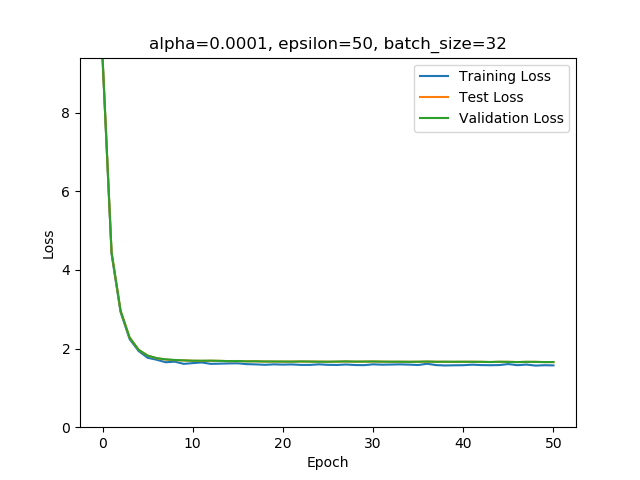 alpha=0.0001, epsilon=50, batch_size=32
Training Loss
Test Loss
Validation Loss
8
6
4
2
0
Loss
0 10 20 30 40 50
Epoch